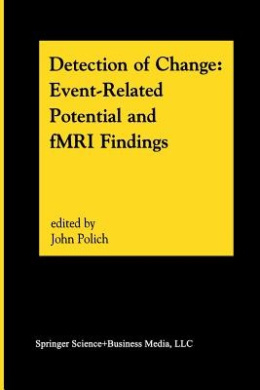 Detection of Change:
Event-Related
Potential and
fMRI Findings
edited by
John Polich
Springer Science+Business Media, LLC